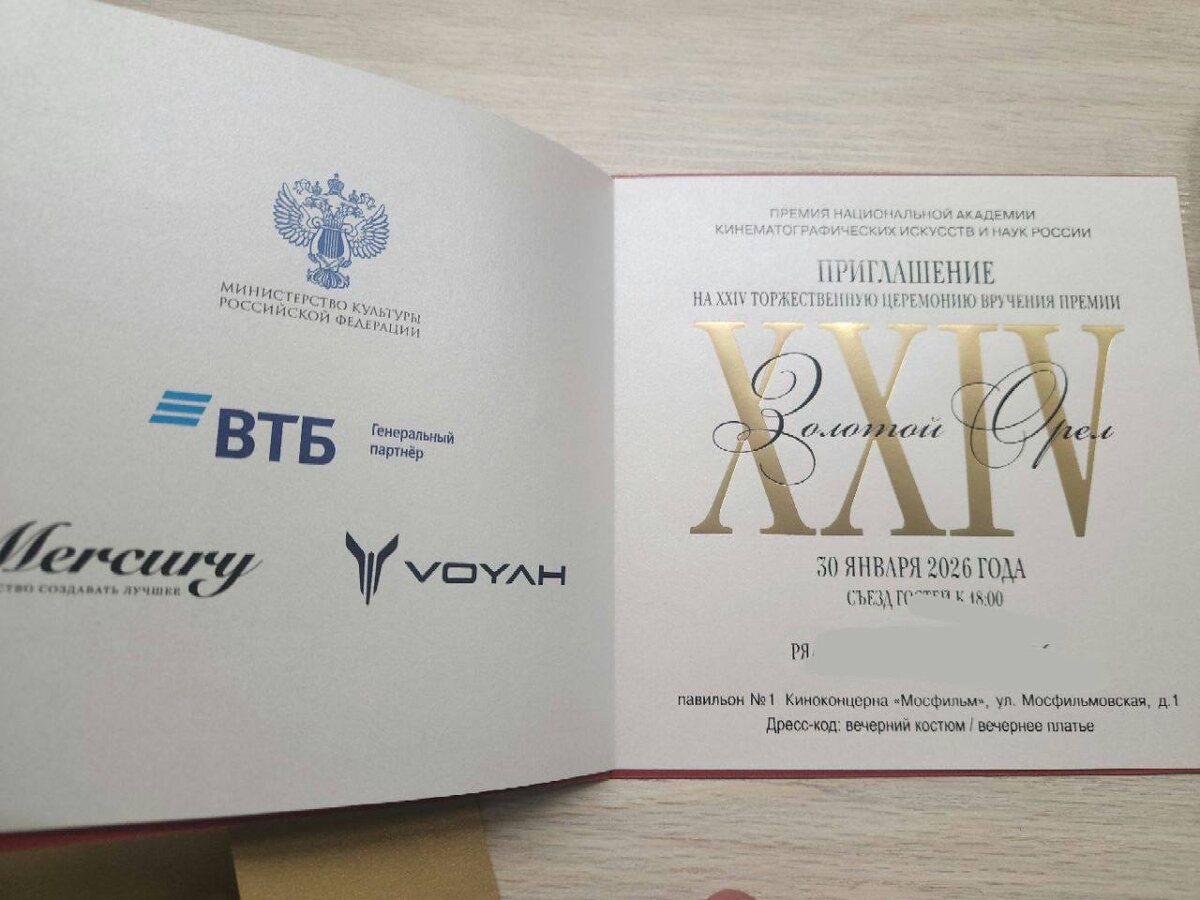 МИНИСТЕРСТВО КУЛЬТУРЫ
РОССИЙСКОЙ ФЕДЕРАЦИИ
ВТБ
Генеральный
партнёр
Mercury
СОЗДАВАТЬ ЛУЧШЕЕ
VOYAH
ПРЕМИЯ НАЦИОНАЛЬНОЙ АКАДЕМИИ
КИНЕМАТОГРАФИЧЕСКИХ ИСКУССТВ И НАУК РОССИИ
ПРИГЛАШЕНИЕ
НА XXIV ТОРЖЕСТВЕННУЮ ЦЕРЕМОНИЮ ВРУЧЕНИЯ ПРЕМИИ
XXIV
Золотой Орел
30 ЯНВАРЯ 2026 ГОДА
СЪЕЗД ГОСТЕЙ К 18:00
РЯ
павильон №1 Киноконцерна «Мосфильм», ул. Мосфильмовская, д.1
Дресс-код: вечерний костюм / вечернее платье